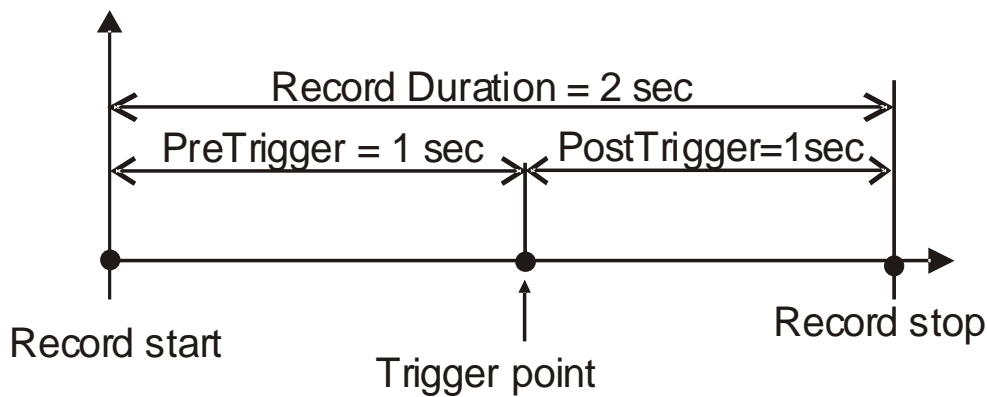 Record Duration = 2 sec
PreTrigger = 1 sec
PostTrigger=1sec
Record start
Trigger point
Record stop